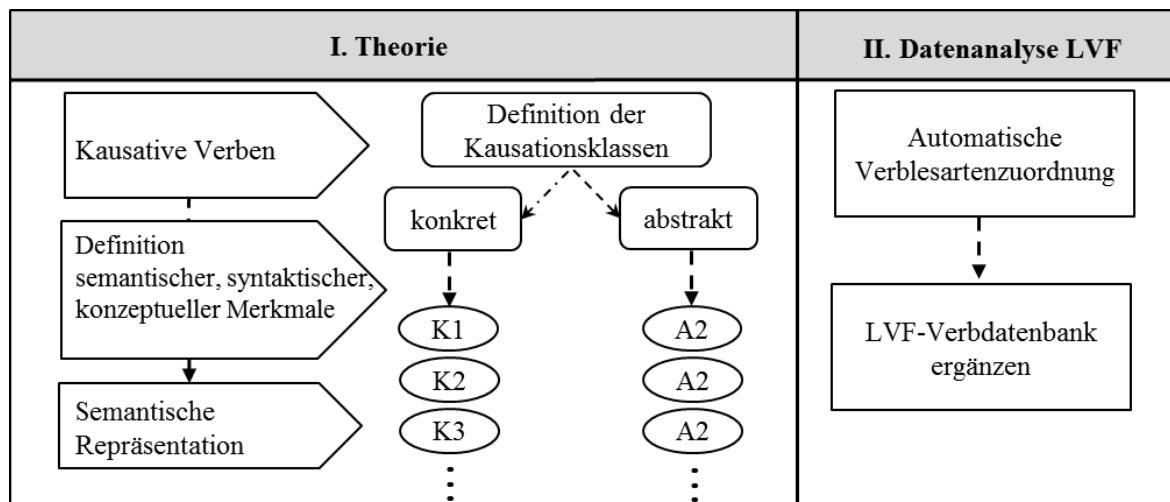 I. Theorie
II. Datenanalyse LVF
Kausative Verben
Definition
semantischer, syntaktischer,
konzeptueller Merkmale
Semantische
Repräsentation
Definition der
Kausationsklassen
konkret
abstrakt
K1
A2
K2
A2
K3
A2
Automatische
Verblesartenzuordnung
LVF-Verbdatenbank
ergänzen